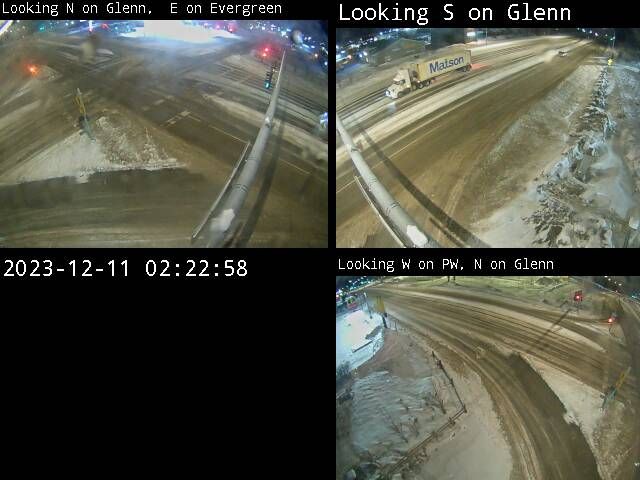 Looking N on Glenn, E on Evergreen
Looking S on Glenn
Matson
2023-12-11 02:22:58
Looking W on PW, N on Glenn